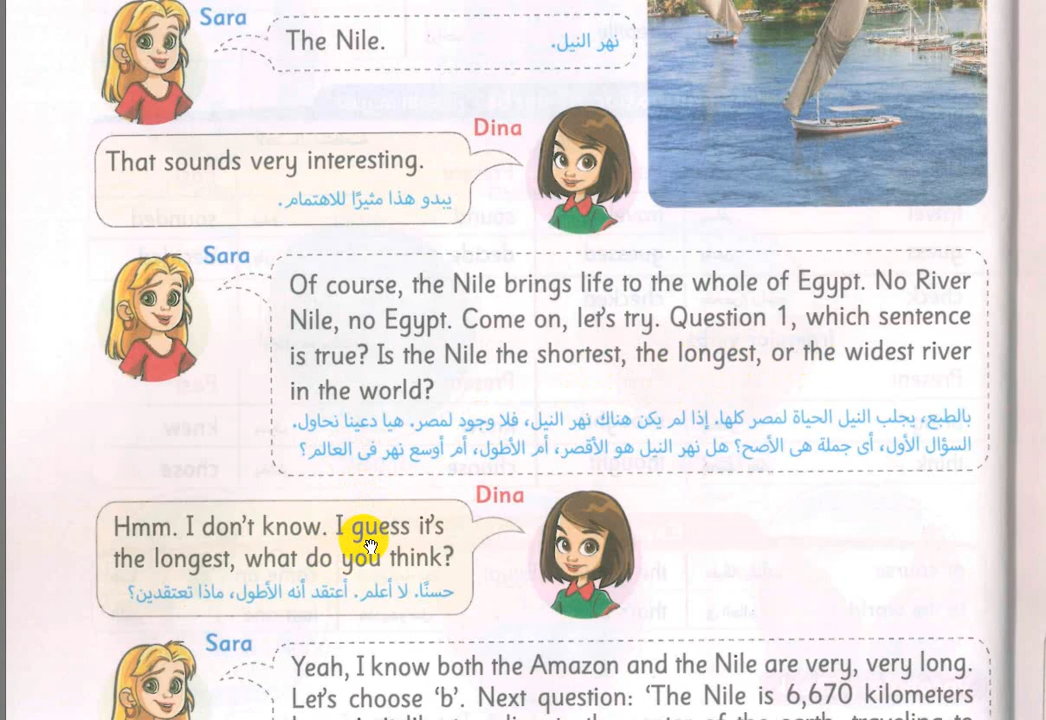 Sara
The Nile.
نهر النيل.
Dina
That sounds very interesting.
يبدو هذا مثيرًا للاهتمام.
Sara
Of course, the Nile brings life to the whole of Egypt. No River
Nile, no Egypt. Come on, let's try. Question 1, which sentence
is true? Is the Nile the shortest, the longest, or the widest river
in the world?
بالطبع، يجلب النيل الحياة لمصر كلها. إذا لم يكن هناك نهر النيل، فلا وجود لمصر. هيا دعينا نحاول.
السؤال الأول، أى جملة هى الأصح؟ هل نهر النيل هو الأقصر، أم الأطول، أم أوسع نهر فى العالم؟
Dina
Hmm. I don't know. I guess it's
the longest, what do you think?
حسنًا. لا أعلم. أعتقد أنه الأطول، ماذا تعتقدين؟
Sara
Yeah, I know both the Amazon and the Nile are very, very long.
Let's choose 'b'. Next question: 'The Nile is 6,670 kilometers